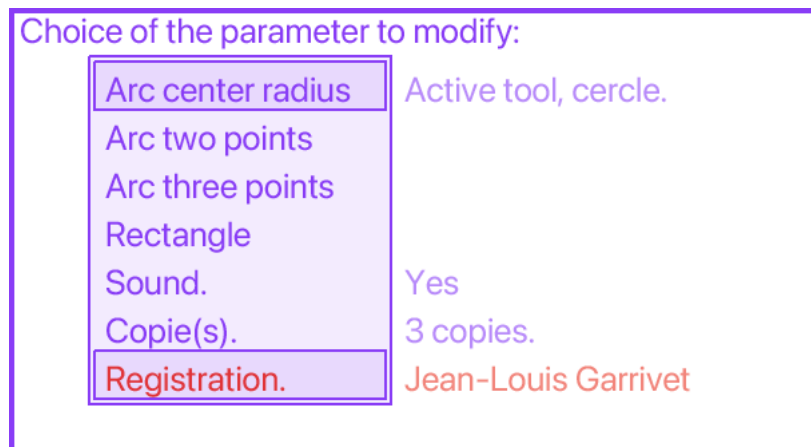 Choice of the parameter to modify:
Arc center radius Active tool, cercle.
Arc two points
Arc three points
Rectangle
Sound. Yes
Copie(s). 3 copies.
Registration. Jean-Louis Garrivet